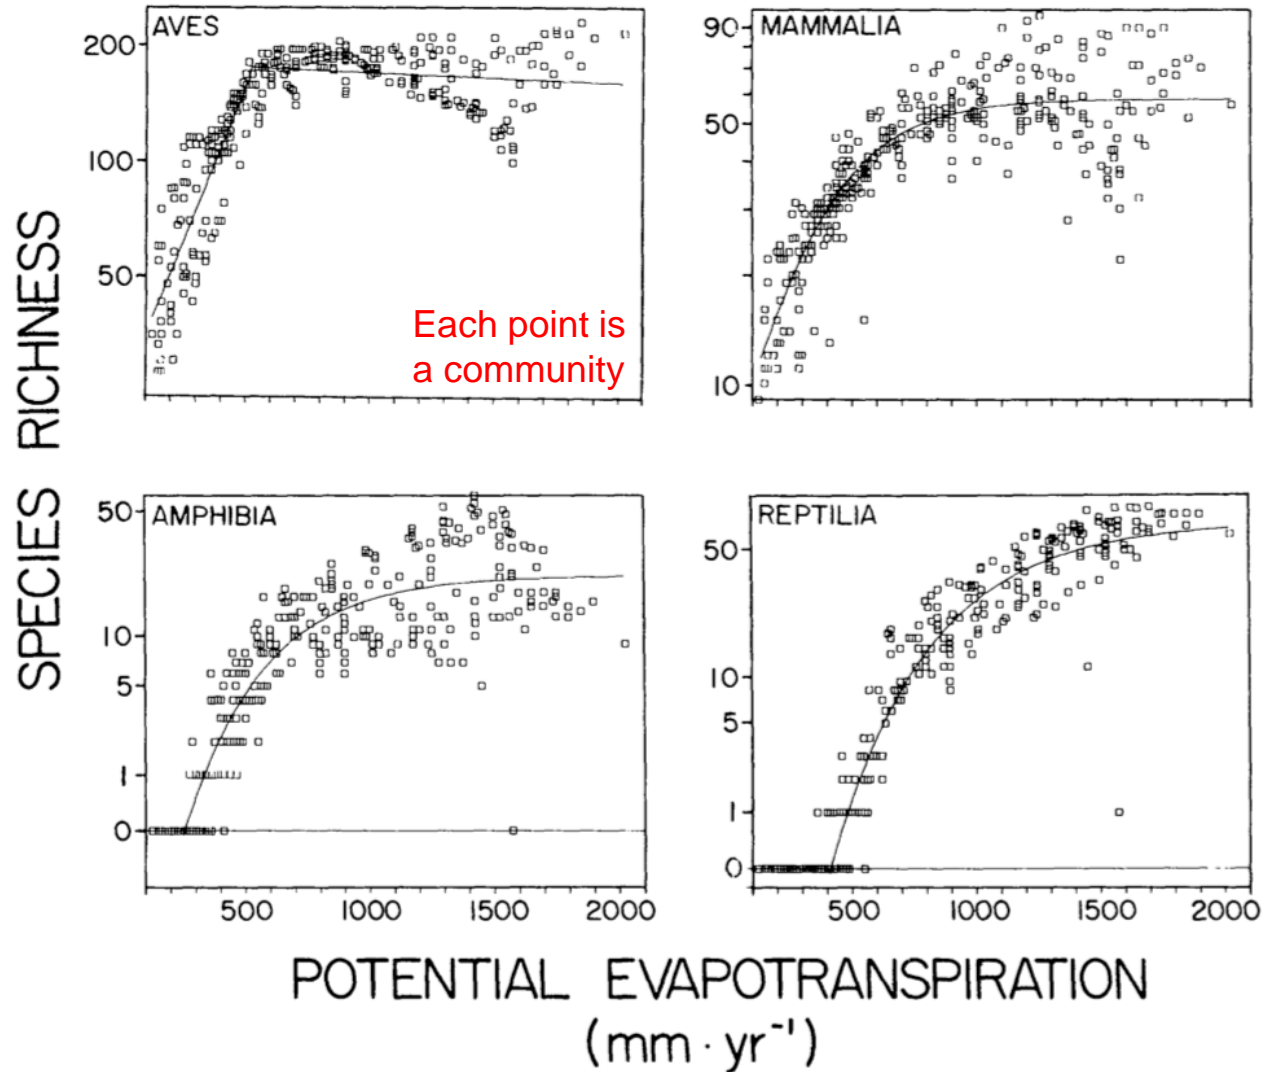 AVES
200
100
50
Each point is
a community
MAMMALIA
90
50
10
SPECIES RICHNESS
AMPHIBIA
50
10
5
1
0
500 1000 1500 2000
REPTILIA
50
10
5
1
0
500 1000 1500 2000
POTENTIAL EVAPOTRANSPIRATION
(mm · yr⁻¹)